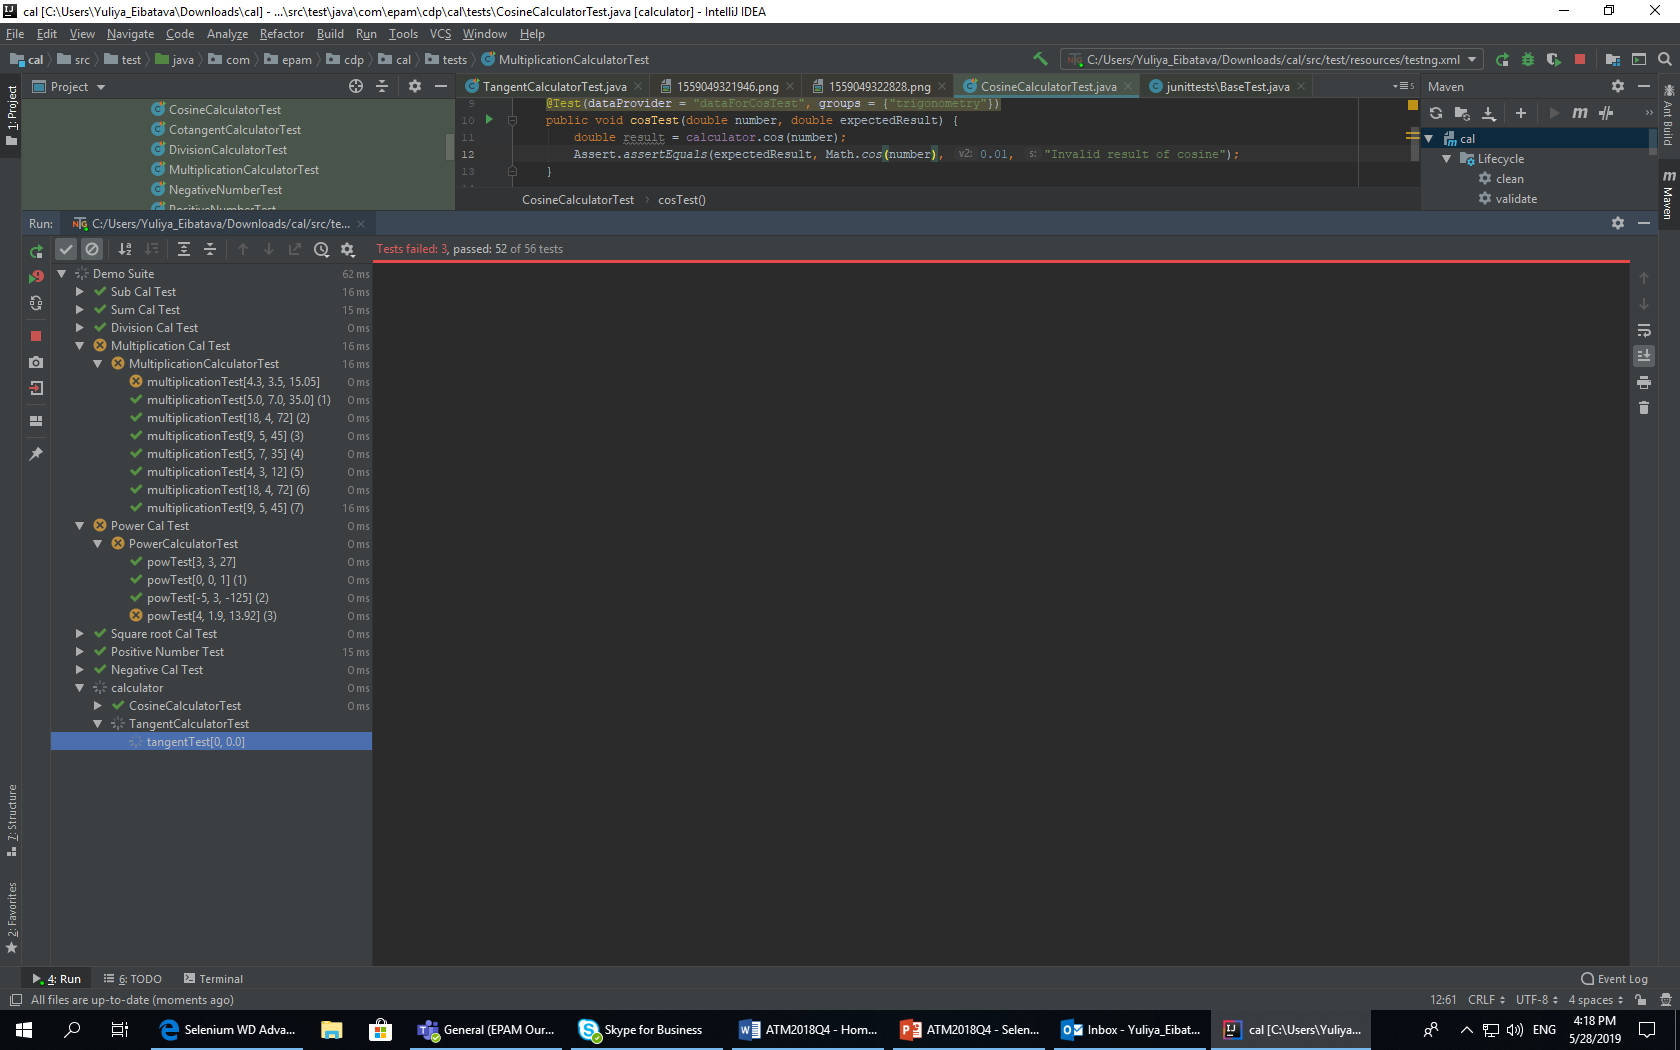 cal [C:\Users\Yuliya_Eibatava\Downloads\cal] - ...\src\test\java\com\epam\cdp\cal\tests\CosineCalculatorTest.java [calculator] - IntelliJ IDEA
File Edit View Navigate Code Analyze Refactor Build Run Tools VCS Window Help
cal src test java com epam cdp cal tests MultiplicationCalculatorTest C:/Users/Yuliya_Eibatava/Downloads/cal/src/test/resources/testng.xml
1: Project
Project
CosineCalculatorTest
CotangentCalculatorTest
DivisionCalculatorTest
MultiplicationCalculatorTest
NegativeNumberTest
PositiveNumberTest
TangentCalculatorTest.java 1559049321946.png 1559049322828.png CosineCalculatorTest.java junittests\BaseTest.java
9 @Test(dataProvider = "dataForCosTest", groups = {"trigonometry"})
10 public void cosTest(double number, double expectedResult) {
11 double result = calculator.cos(number);
12 Assert.assertEquals(expectedResult, Math.cos(number), v2: 0.01, s: "Invalid result of cosine");
13 }
CosineCalculatorTest cosTest()
Maven
cal
Lifecycle
clean
validate
Ant Build
Maven
Run: C:/Users/Yuliya_Eibatava/Downloads/cal/src/te...
Tests failed: 3, passed: 52 of 56 tests
Demo Suite 62 ms
Sub Cal Test 16 ms
Sum Cal Test 15 ms
Division Cal Test 0 ms
Multiplication Cal Test 16 ms
MultiplicationCalculatorTest 16 ms
multiplicationTest[4.3, 3.5, 15.05] 0 ms
multiplicationTest[5.0, 7.0, 35.0] (1) 0 ms
multiplicationTest[18, 4, 72] (2) 0 ms
multiplicationTest[9, 5, 45] (3) 0 ms
multiplicationTest[5, 7, 35] (4) 0 ms
multiplicationTest[4, 3, 12] (5) 0 ms
multiplicationTest[18, 4, 72] (6) 0 ms
multiplicationTest[9, 5, 45] (7) 16 ms
Power Cal Test 0 ms
PowerCalculatorTest 0 ms
powTest[3, 3, 27] 0 ms
powTest[0, 0, 1] (1) 0 ms
powTest[-5, 3, -125] (2) 0 ms
powTest[4, 1.9, 13.92] (3) 0 ms
Square root Cal Test 0 ms
Positive Number Test 15 ms
Negative Cal Test 0 ms
calculator 0 ms
CosineCalculatorTest 0 ms
TangentCalculatorTest
tangentTest[0, 0.0]
7: Structure
2: Favorites
4: Run 6: TODO Terminal Event Log
All files are up-to-date (moments ago) 12:61 CRLF UTF-8 4 spaces
Selenium WD Adva... General (EPAM Our... Skype for Business ATM2018Q4 - Hom... ATM2018Q4 - Selen... Inbox - Yuliya_Eibat... cal [C:\Users\Yuliya... ENG 4:18 PM
5/28/2019